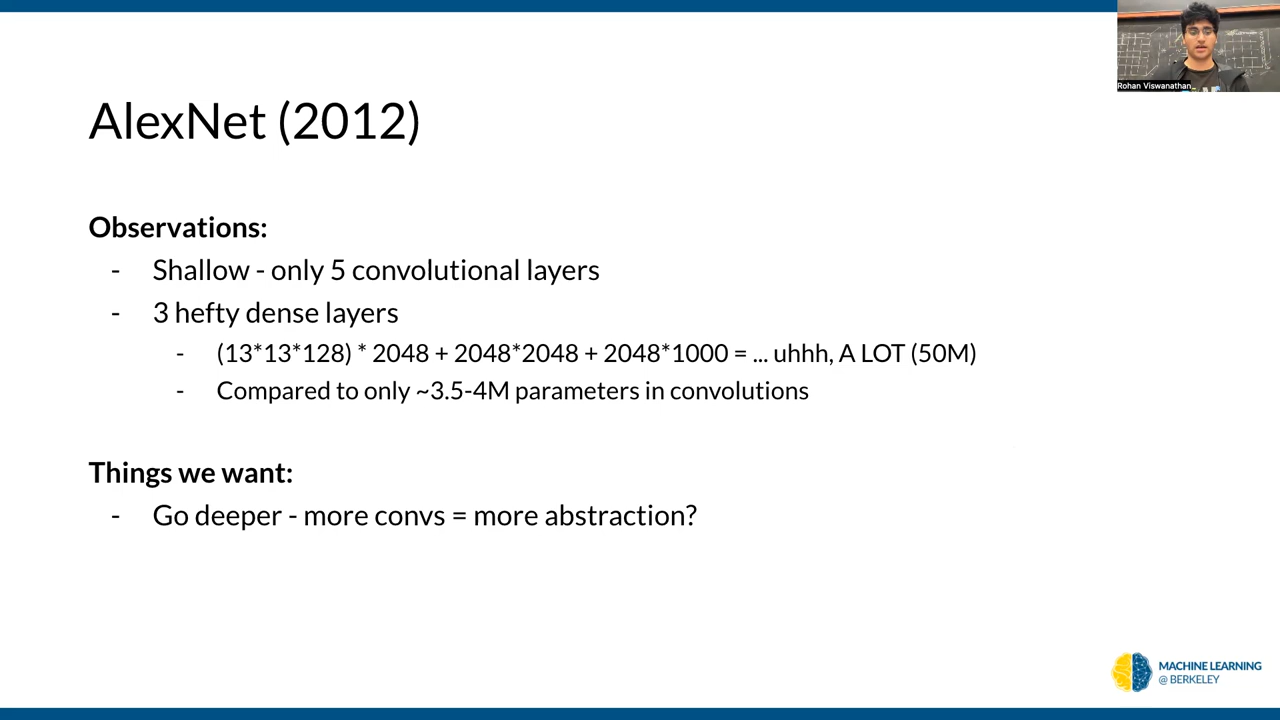 Rohan Viswanathan
AlexNet (2012)
Observations:
- Shallow - only 5 convolutional layers
- 3 hefty dense layers
- (13*13*128) * 2048 + 2048*2048 + 2048*1000 = ... uhhh, A LOT (50M)
- Compared to only ~3.5-4M parameters in convolutions
Things we want:
- Go deeper - more convs = more abstraction?
MACHINE LEARNING
@ BERKELEY